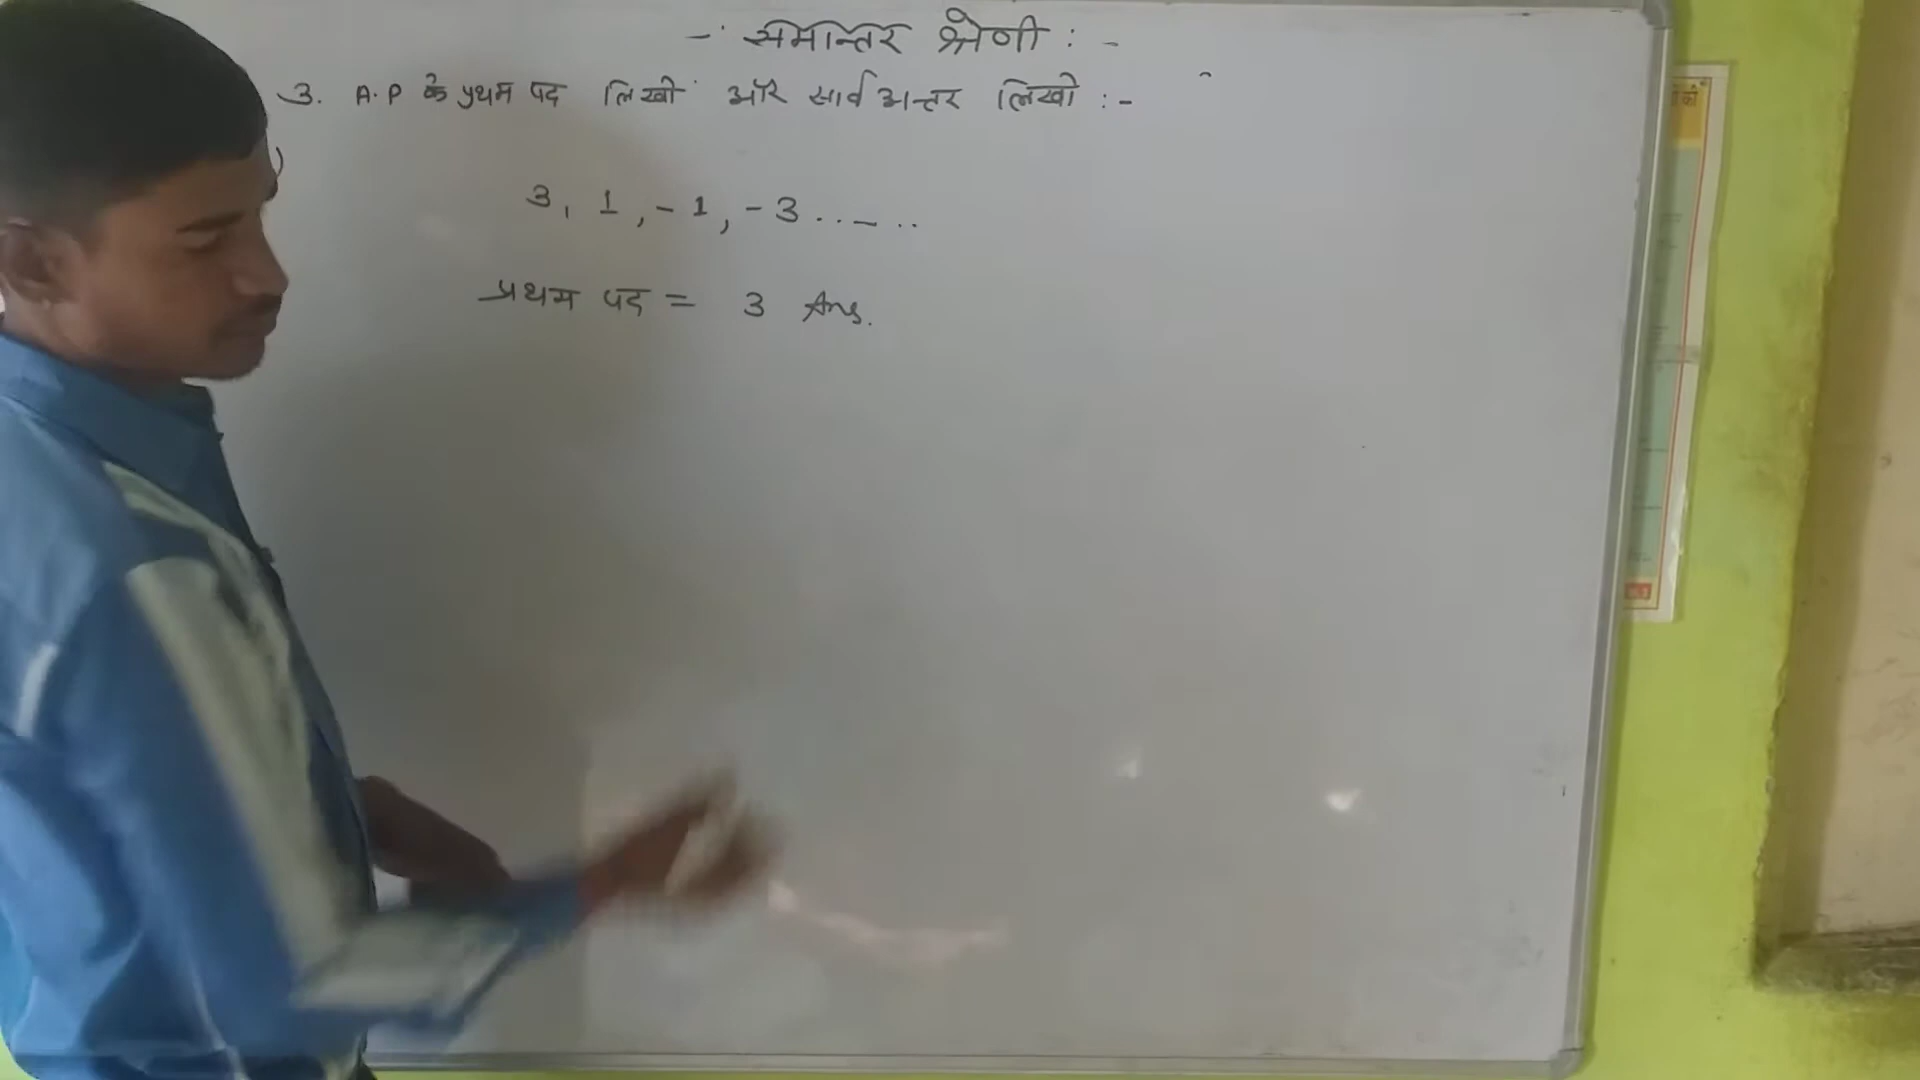 -: समान्तर श्रेणी :-
3. A.P के प्रथम पद लिखो और सार्व अन्तर लिखो :-
)
3, 1, -1, -3 . . — . .
प्रथम पद = 3 Ans.